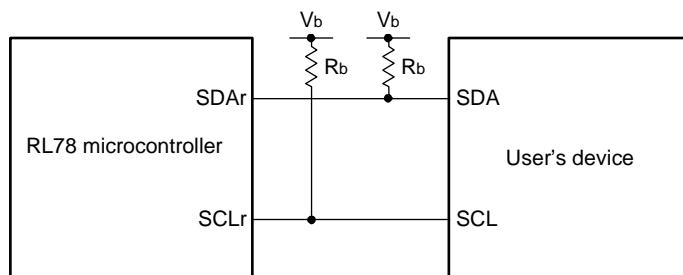 Vb Vb
Rb Rb
SDAr SDA
RL78 microcontroller User's device
SCLr SCL